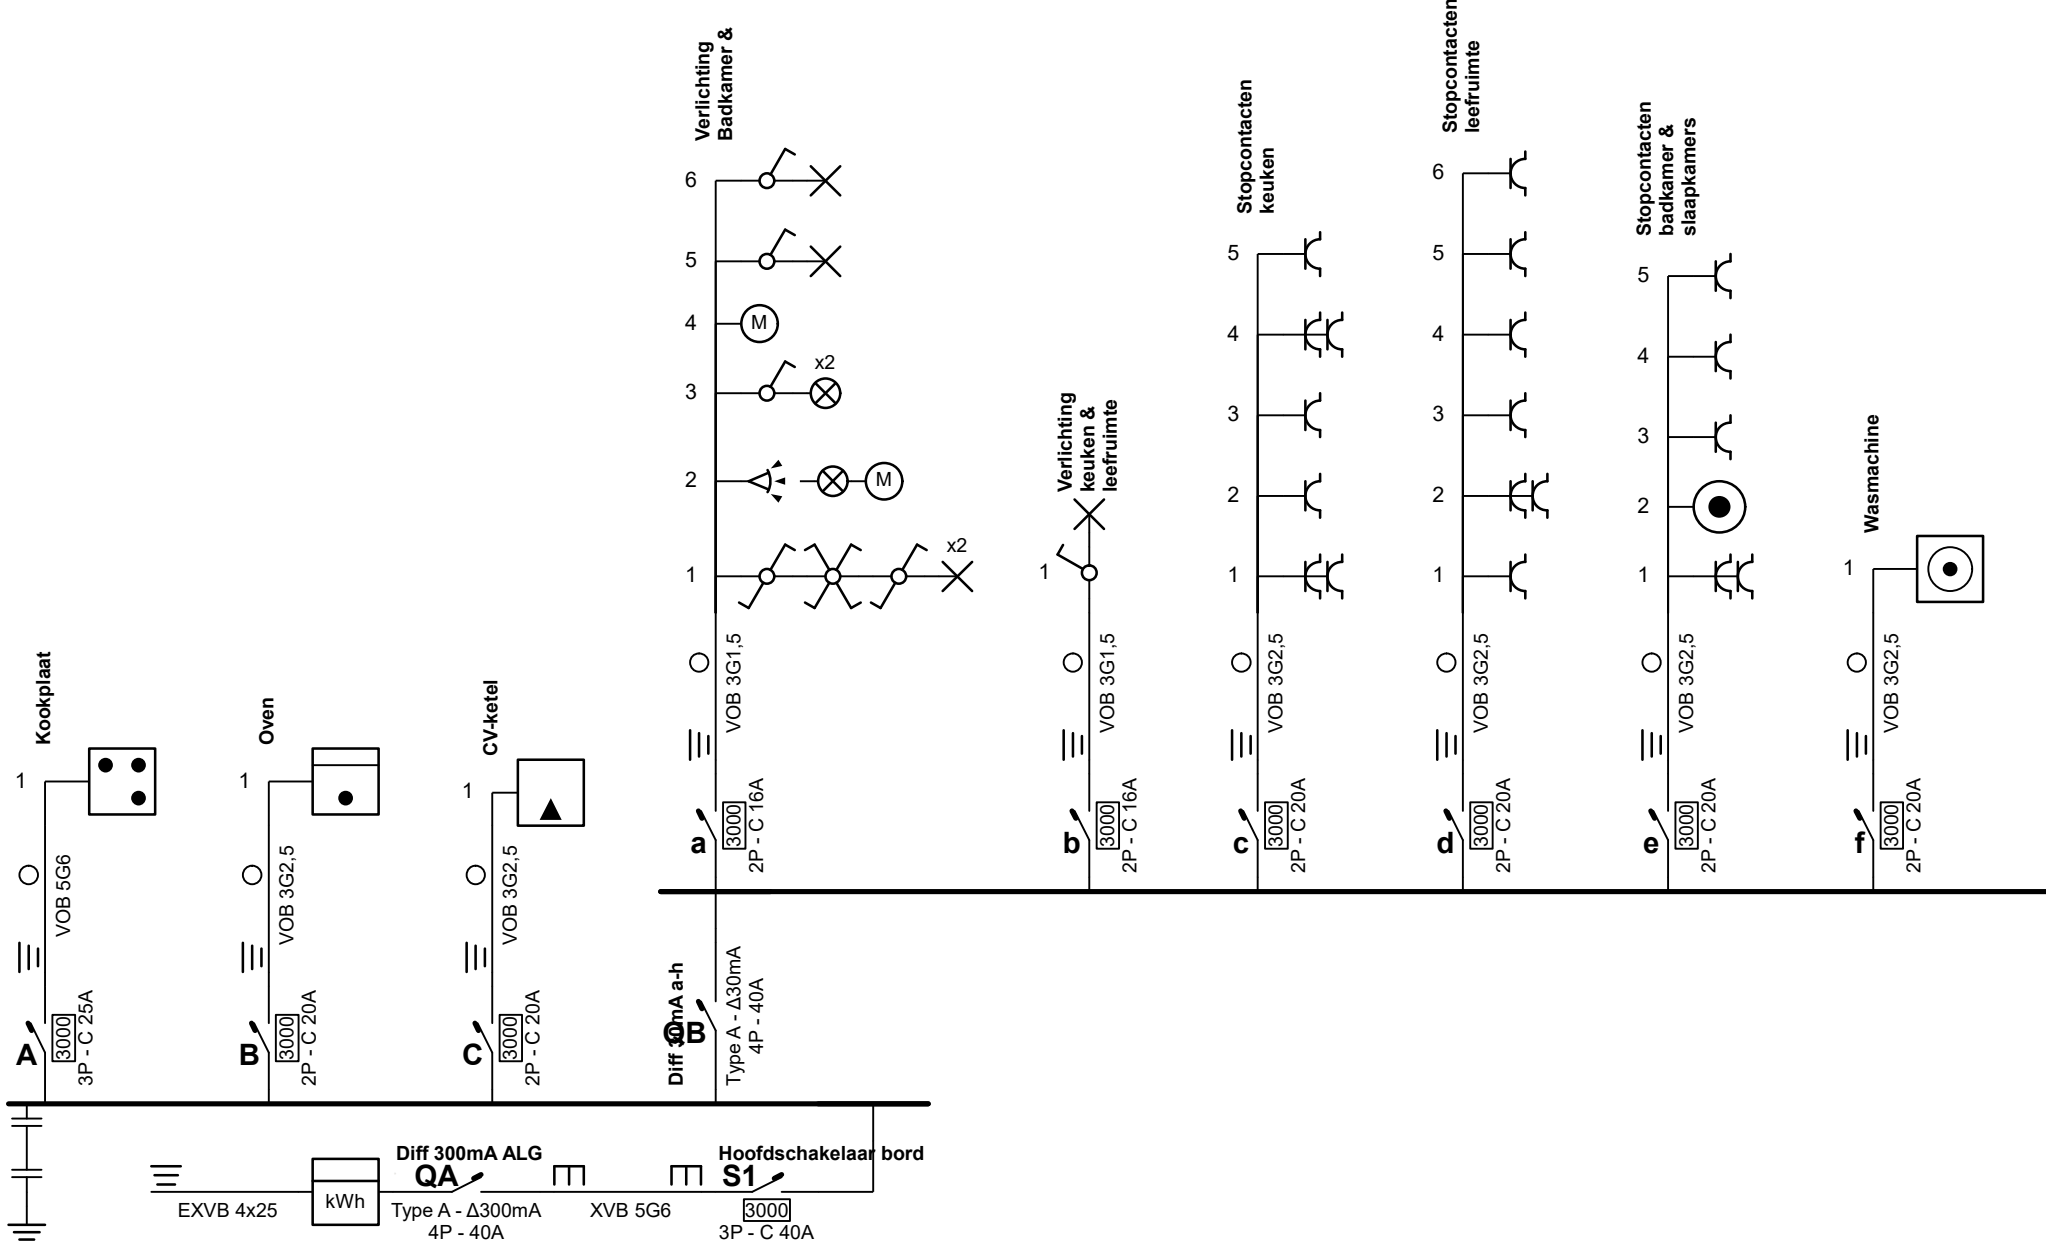 Verlichting
Badkamer &
6
5
4
M
3
x2
2
M
1
x2
VOB 3G1,5
3000
2P - C 16A
a
Verlichting
keuken &
leefruimte
1
VOB 3G1,5
3000
2P - C 16A
b
Stopcontacten
keuken
5
4
3
2
1
VOB 3G2,5
3000
2P - C 20A
c
Stopcontacten
leefruimte
6
5
4
3
2
1
VOB 3G2,5
3000
2P - C 20A
d
Stopcontacten
badkamer &
slaapkamers
5
4
3
2
1
VOB 3G2,5
3000
2P - C 20A
e
Wasmachine
1
VOB 3G2,5
3000
2P - C 20A
f
Kookplaat
1
VOB 5G6
3000
3P - C 25A
A
Oven
1
VOB 3G2,5
3000
2P - C 20A
B
CV-ketel
1
VOB 3G2,5
3000
2P - C 20A
C
Diff 30mA a-h
QB
Type A - Δ30mA
4P - 40A
EXVB 4x25
kWh
Diff 300mA ALG
QA
Type A - Δ300mA
4P - 40A
XVB 5G6
Hoofdschakelaar bord
S1
3000
3P - C 40A